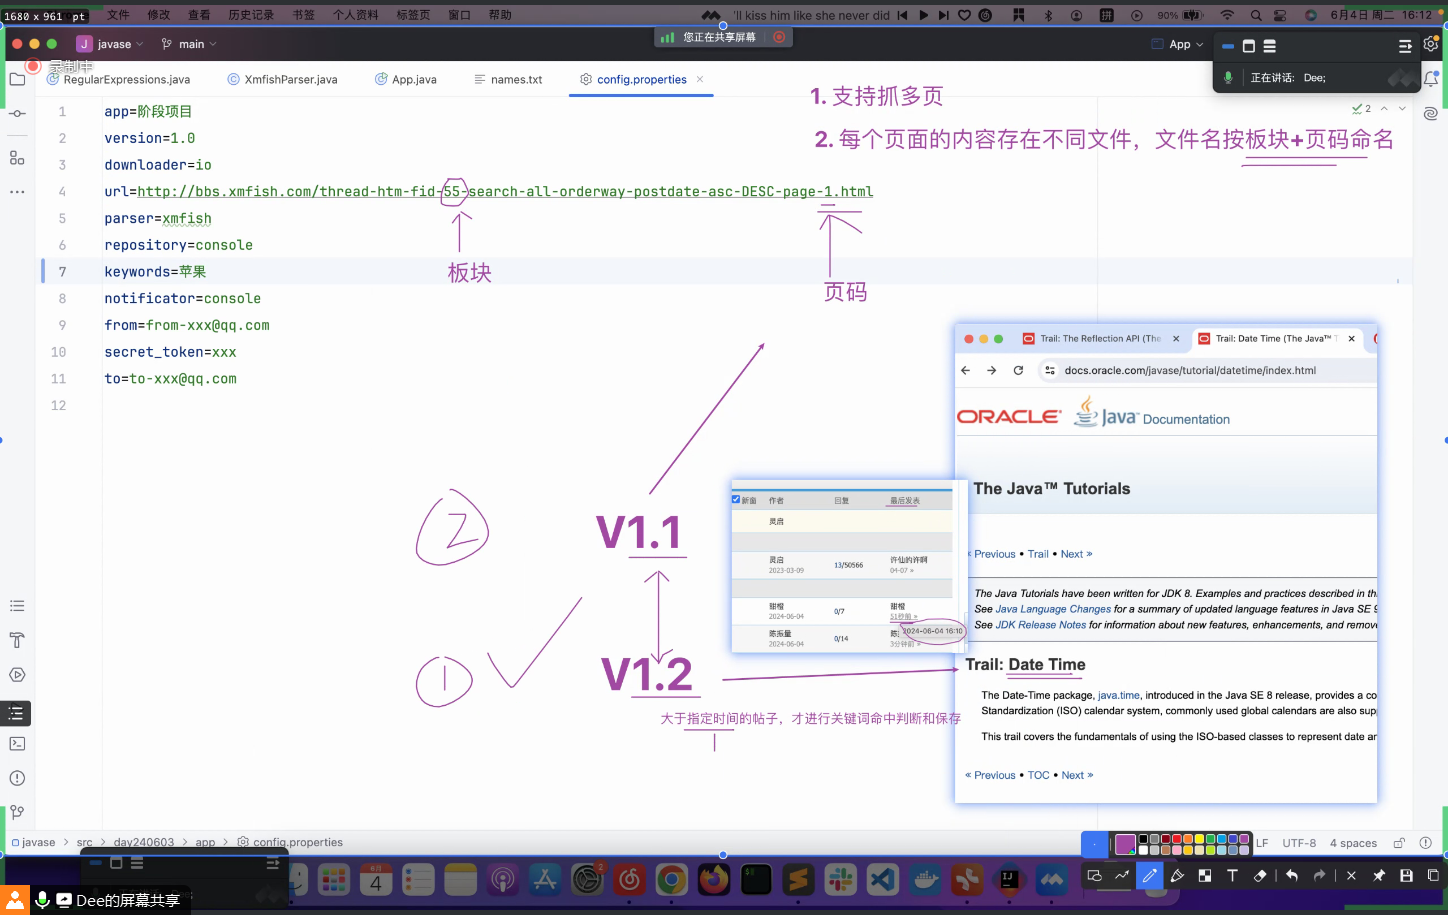 1680 x 961 pt
文件 修改 查看 历史记录 书签 个人资料 标签页 窗口 帮助
'll kiss him like she never did
90%
6月4日 周二 16:12
J javase
main
您正在共享屏幕
App
正在讲话: Dee;
录制中
RegularExpressions.java
XmfishParser.java
App.java
names.txt
config.properties
1 app=阶段项目
2 version=1.0
3 downloader=io
4 url=http://bbs.xmfish.com/thread-htm-fid-55-search-all-orderway-postdate-asc-DESC-page-1.html
5 parser=xmfish
6 repository=console
7 keywords=苹果
8 notificator=console
9 from=from-xxx@qq.com
10 secret_token=xxx
11 to=to-xxx@qq.com
12
2
1. 支持抓多页
2. 每个页面的内容存在不同文件，文件名按板块+页码命名
板块
页码
2
V1.1
1
V1.2
大于指定时间的帖子，才进行关键词命中判断和保存
新窗 作者 回复 最后发表
灵启
灵启 13/50566 许仙的许啊
2023-03-09 04-07 »
甜橙 0/7 甜橙
2024-06-04 51秒前 »
陈振量 0/14
2024-06-04 3分钟前 »
2024-06-04 16:10
Trail: The Reflection API (The
Trail: Date Time (The Java™ T
docs.oracle.com/javase/tutorial/datetime/index.html
ORACLE Java Documentation
The Java™ Tutorials
« Previous • Trail • Next »
The Java Tutorials have been written for JDK 8. Examples and practices described in th
See Java Language Changes for a summary of updated language features in Java SE 9
See JDK Release Notes for information about new features, enhancements, and remov
Trail: Date Time
The Date-Time package, java.time, introduced in the Java SE 8 release, provides a co
Standardization (ISO) calendar system, commonly used global calendars are also sup
This trail covers the fundamentals of using the ISO-based classes to represent date an
« Previous • TOC • Next »
javase > src > day240603 > app > config.properties
LF UTF-8 4 spaces
6月
4
2
Dee的屏幕共享